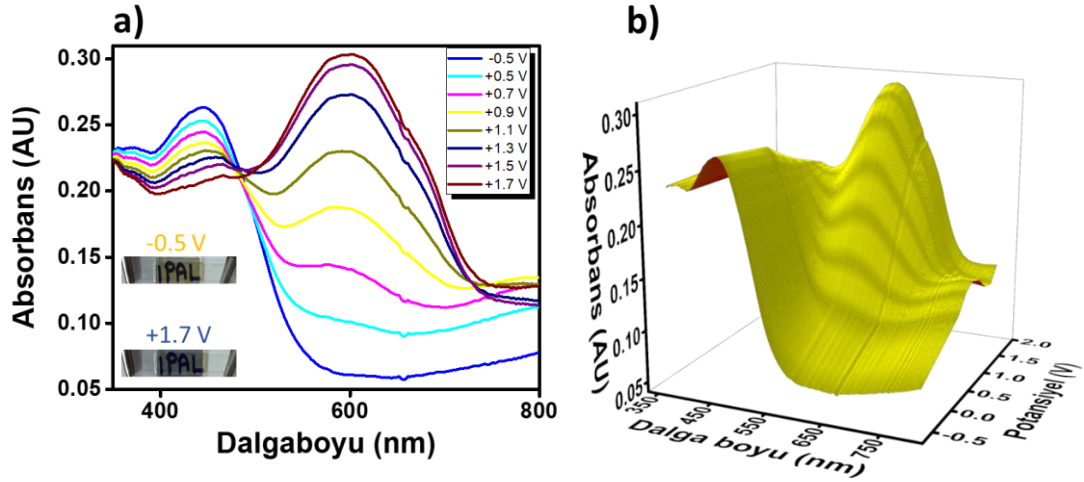 a)
Absorbans (AU)
0.30
0.25
0.20
0.15
0.10
0.05
400
600
800
Dalgaboyu (nm)
-0.5 V
+0.5 V
+0.7 V
+0.9 V
+1.1 V
+1.3 V
+1.5 V
+1.7 V
-0.5 V
IPAL
+1.7 V
IPAL
b)
Absorbans (AU)
0.30
0.25
0.20
0.15
0.10
0.05
350
450
550
650
750
Dalga boyu (nm)
2.0
1.5
1.0
0.5
0.0
-0.5
Potansiyel (V)